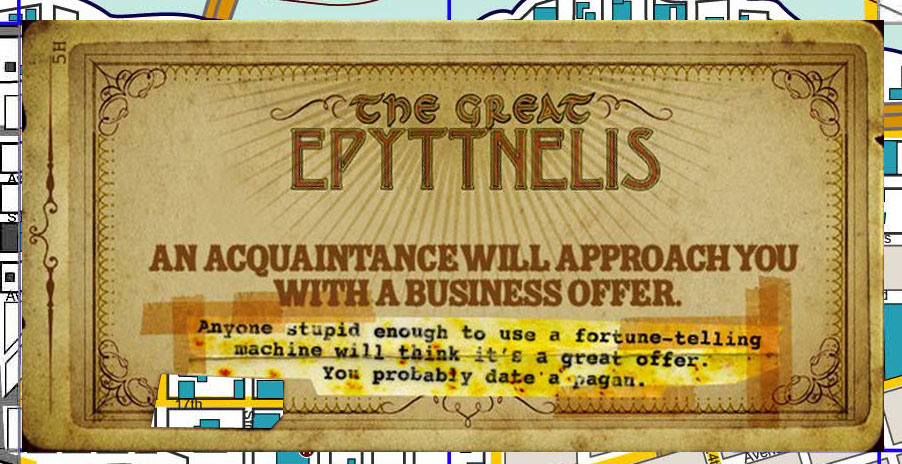 5H
THE GREAT
EPYTTNELIS
AN ACQUAINTANCE WILL APPROACH YOU
WITH A BUSINESS OFFER.
Anyone stupid enough to use a fortune-telling
machine will think it's a great offer.
You probably date a pagan.
17th